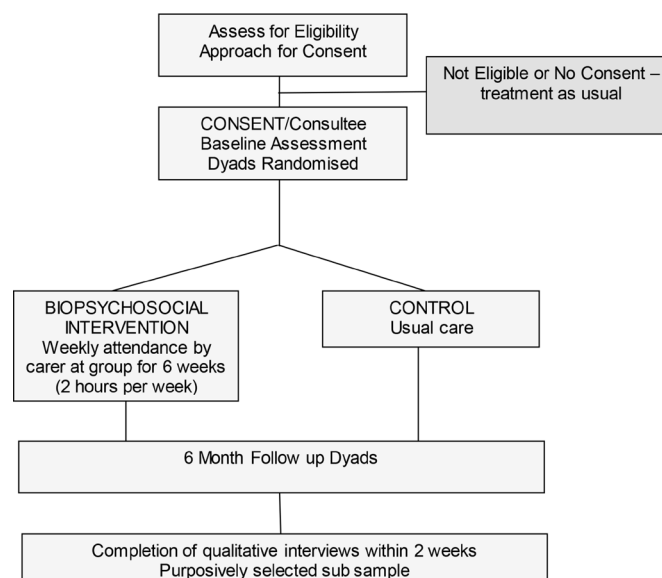 Assess for Eligibility
Approach for Consent
Not Eligible or No Consent –
treatment as usual
CONSENT/Consultee
Baseline Assessment
Dyads Randomised
BIOPSYCHOSOCIAL
INTERVENTION
Weekly attendance by
carer at group for 6 weeks
(2 hours per week)
CONTROL
Usual care
6 Month Follow up Dyads
Completion of qualitative interviews within 2 weeks
Purposively selected sub sample